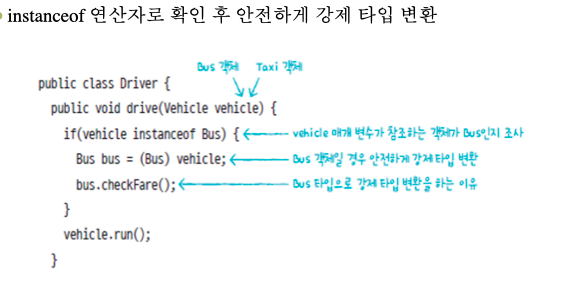 instanceof 연산자로 확인 후 안전하게 강제 타입 변환
Bus 객체 Taxi 객체
public class Driver {
public void drive(Vehicle vehicle) {
if(vehicle instanceof Bus) { vehicle 매개 변수가 참조하는 객체가 Bus인지 조사
Bus bus = (Bus) vehicle; Bus 객체일 경우 안전하게 강제 타입 변환
bus.checkFare(); Bus 타입으로 강제 타입 변환을 하는 이유
}
vehicle.run();
}